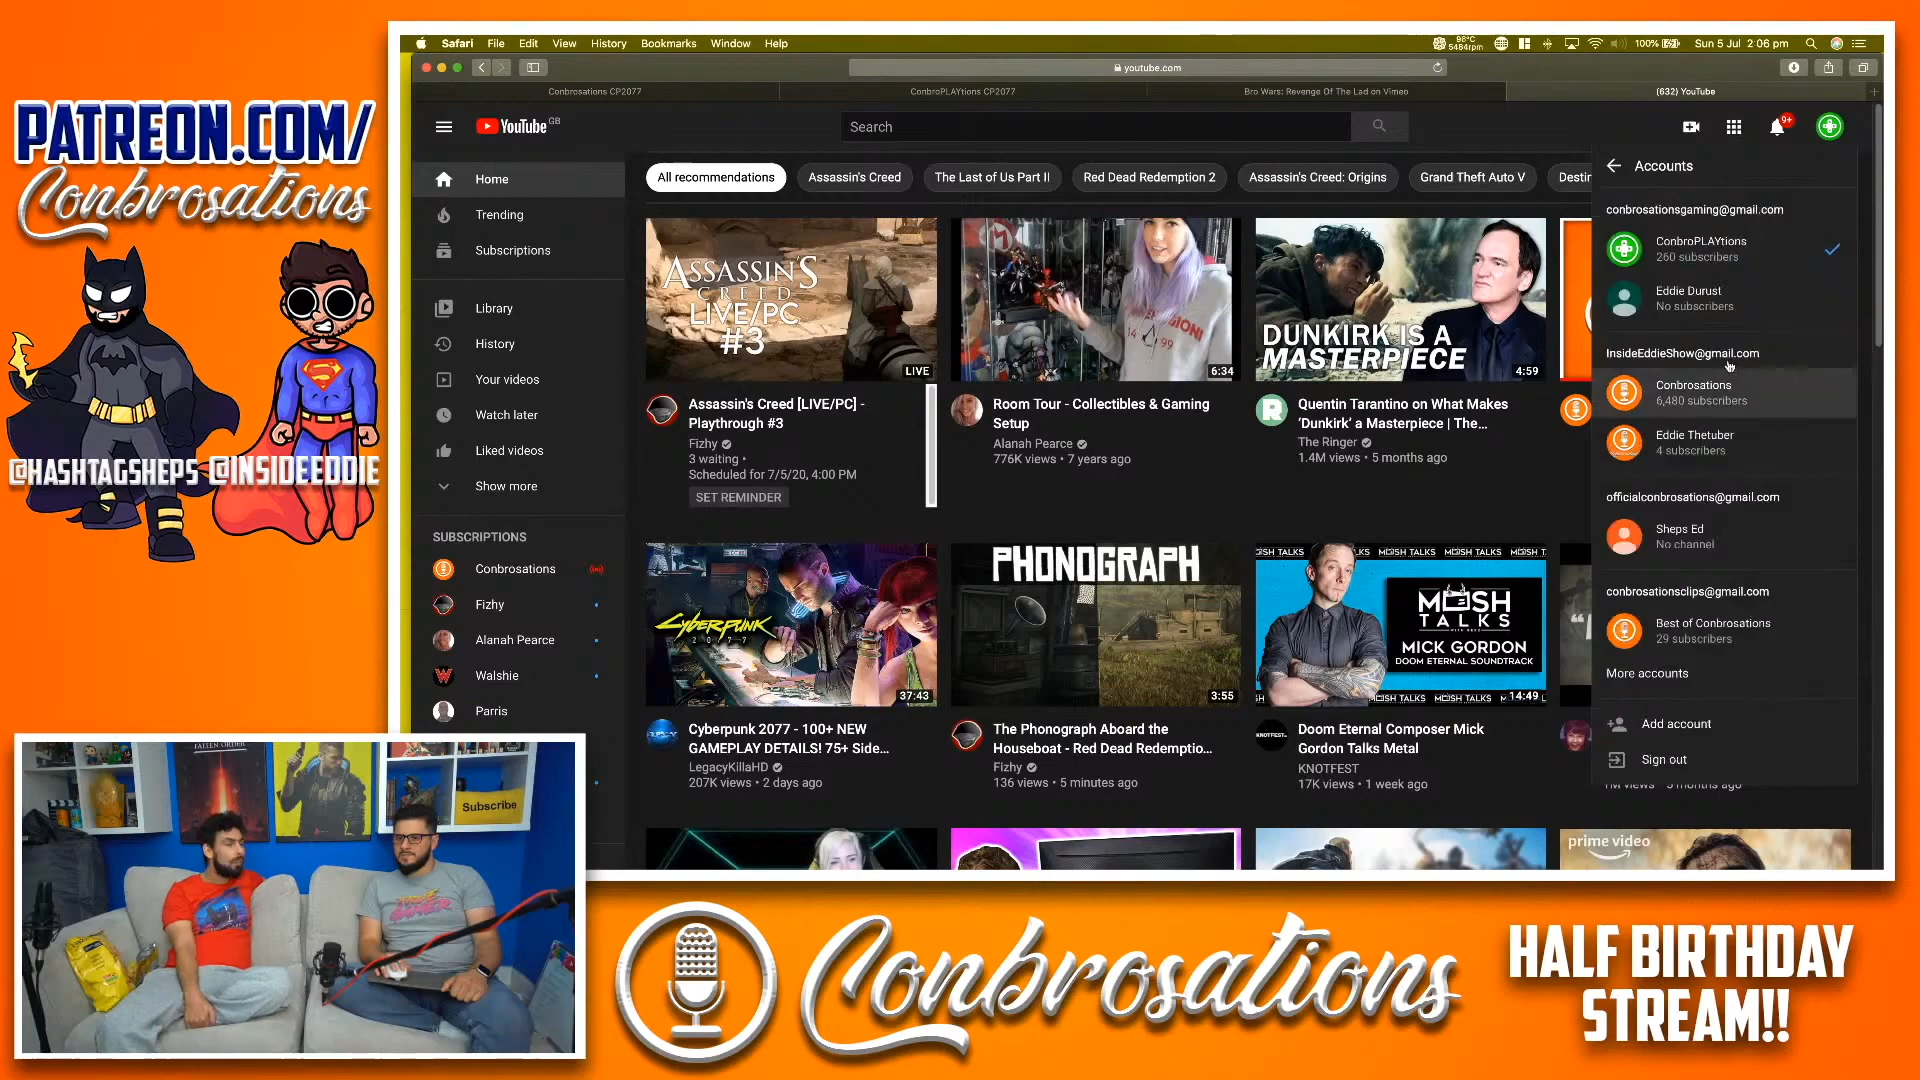 PATREON.COM/
Conbrosations
@HASHTAGSHEPS @INSIDEEDDIE
Safari File Edit View History Bookmarks Window Help
98°C
5484rpm
100%
Sun 5 Jul 2:06 pm
youtube.com
Conbrosations CP2077
ConbroPLAYtions CP2077
Bro Wars: Revenge Of The Lad on Vimeo
(632) YouTube
YouTube GB
Search
9+
Home
Trending
Subscriptions
Library
History
Your videos
Watch later
Liked videos
Show more
SUBSCRIPTIONS
Conbrosations
Fizhy
Alanah Pearce
Walshie
Parris
All recommendations
Assassin's Creed
The Last of Us Part II
Red Dead Redemption 2
Assassin's Creed: Origins
Grand Theft Auto V
Destin
ASSASSIN'S
CREED
LIVE/PC
#3
LIVE
Assassin's Creed [LIVE/PC] -
Playthrough #3
Fizhy
3 waiting •
Scheduled for 7/5/20, 4:00 PM
SET REMINDER
6:34
Room Tour - Collectibles & Gaming
Setup
Alanah Pearce
776K views • 7 years ago
DUNKIRK IS A
MASTERPIECE
4:59
Quentin Tarantino on What Makes
'Dunkirk' a Masterpiece | The...
The Ringer
1.4M views • 5 months ago
Cyberpunk
2077
37:43
Cyberpunk 2077 - 100+ NEW
GAMEPLAY DETAILS! 75+ Side...
LegacyKillaHD
207K views • 2 days ago
PHONOGRAPH
3:55
The Phonograph Aboard the
Houseboat - Red Dead Redemptio...
Fizhy
136 views • 5 minutes ago
MOSH TALKS
MOSH
TALKS
MICK GORDON
DOOM ETERNAL SOUNDTRACK
14:49
Doom Eternal Composer Mick
Gordon Talks Metal
KNOTFEST
17K views • 1 week ago
prime video
Accounts
conbrosationsgaming@gmail.com
ConbroPLAYtions
260 subscribers
Eddie Durust
No subscribers
InsideEddieShow@gmail.com
Conbrosations
6,480 subscribers
Eddie Thetuber
4 subscribers
officialconbrosations@gmail.com
Sheps Ed
No channel
conbrosationsclips@gmail.com
Best of Conbrosations
29 subscribers
More accounts
Add account
Sign out
FALLEN ORDER
Subscribe
Conbrosations
HALF BIRTHDAY
STREAM!!